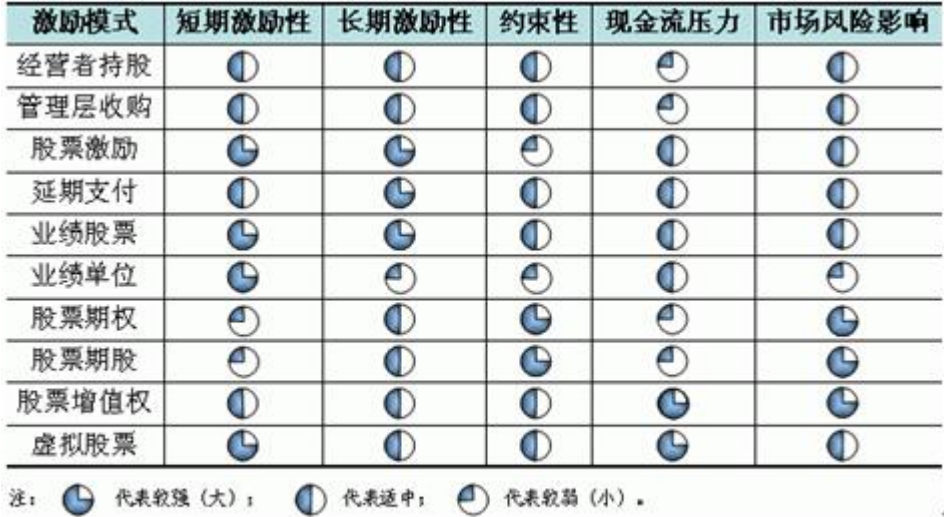 激励模式 短期激励性 长期激励性 约束性 现金流压力 市场风险影响
经营者持股
管理层收购
股票激励
延期支付
业绩股票
业绩单位
股票期权
股票期股
股票增值权
虚拟股票
注： 代表较强（大）； 代表适中； 代表较弱（小）。